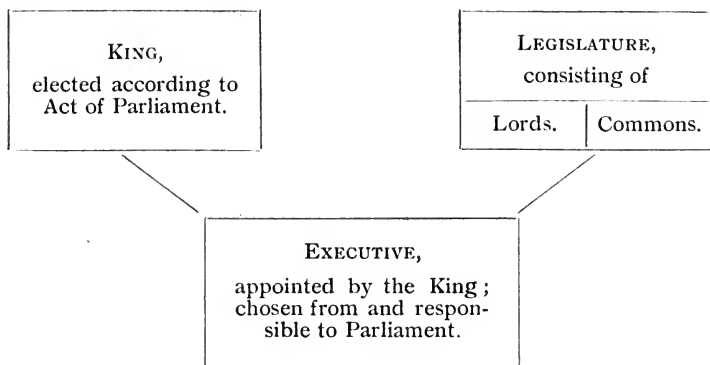 KING,
elected according to
Act of Parliament.
LEGISLATURE,
consisting of
Lords. Commons.
EXECUTIVE,
appointed by the King;
chosen from and respon-
sible to Parliament.